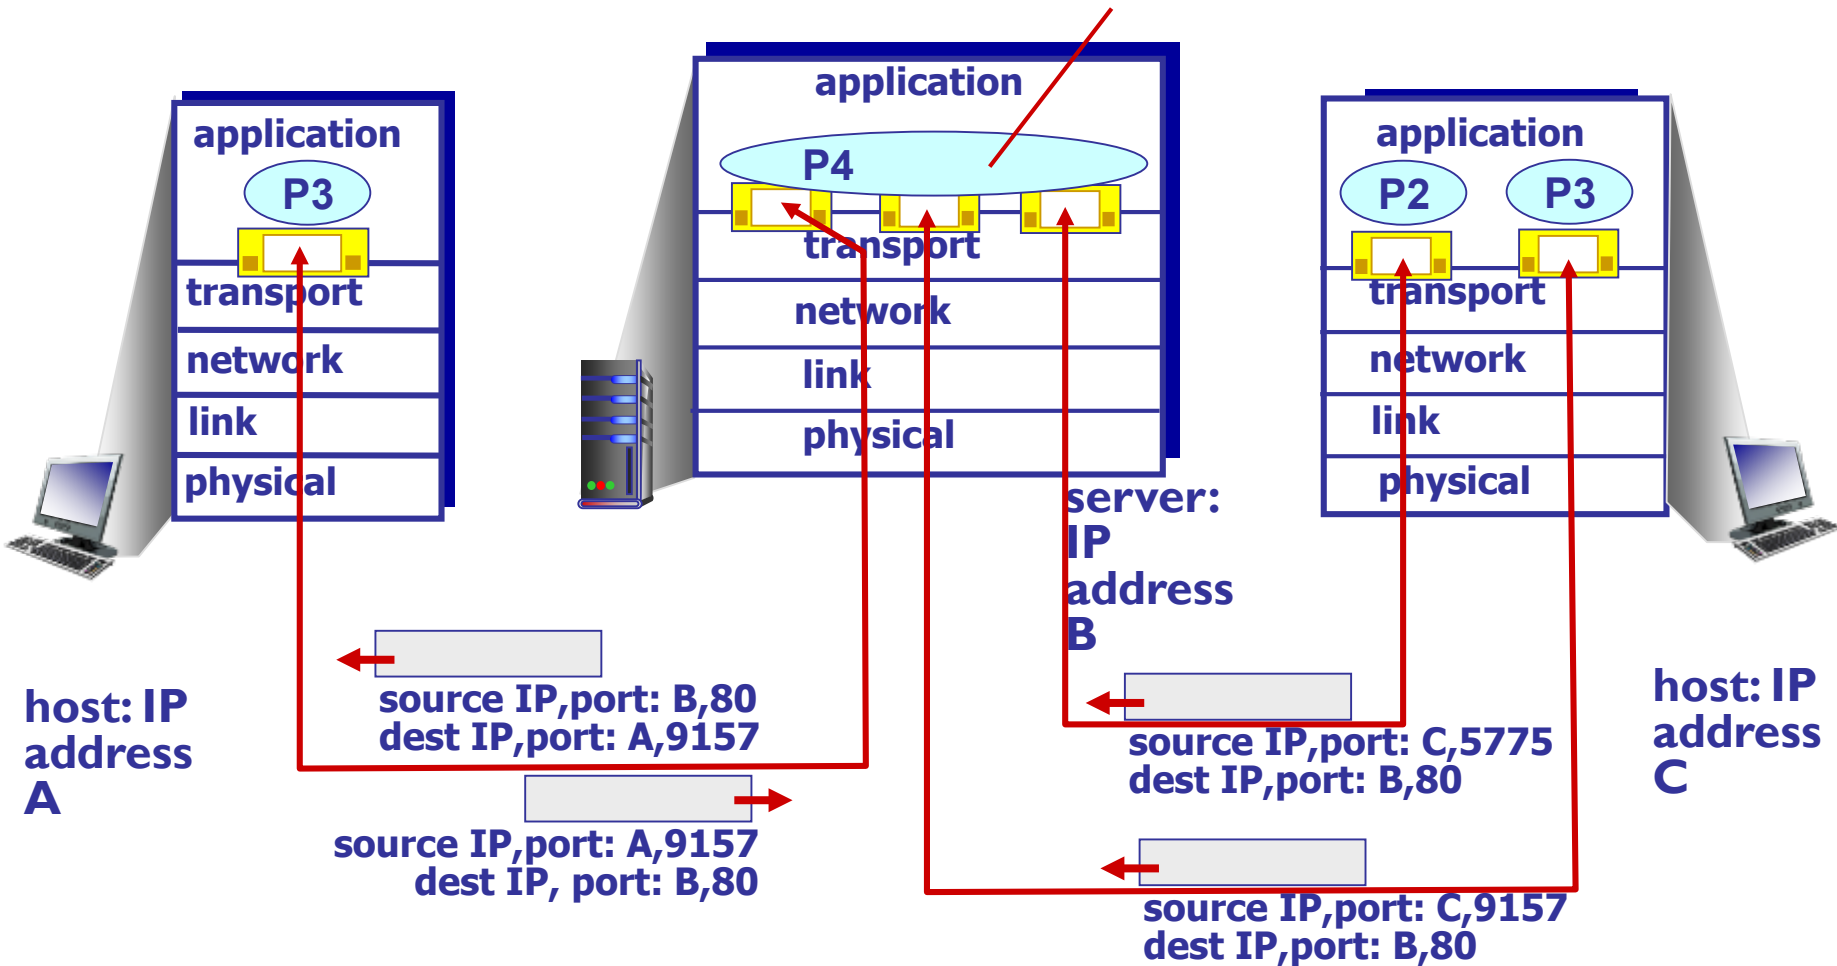 application
P3
transport
network
link
physical
host: IP
address
A
application
P4
transport
network
link
physical
server:
IP
address
B
application
P2
P3
transport
network
link
physical
host: IP
address
C
source IP,port: B,80
dest IP,port: A,9157
source IP,port: A,9157
dest IP, port: B,80
source IP,port: C,5775
dest IP,port: B,80
source IP,port: C,9157
dest IP,port: B,80